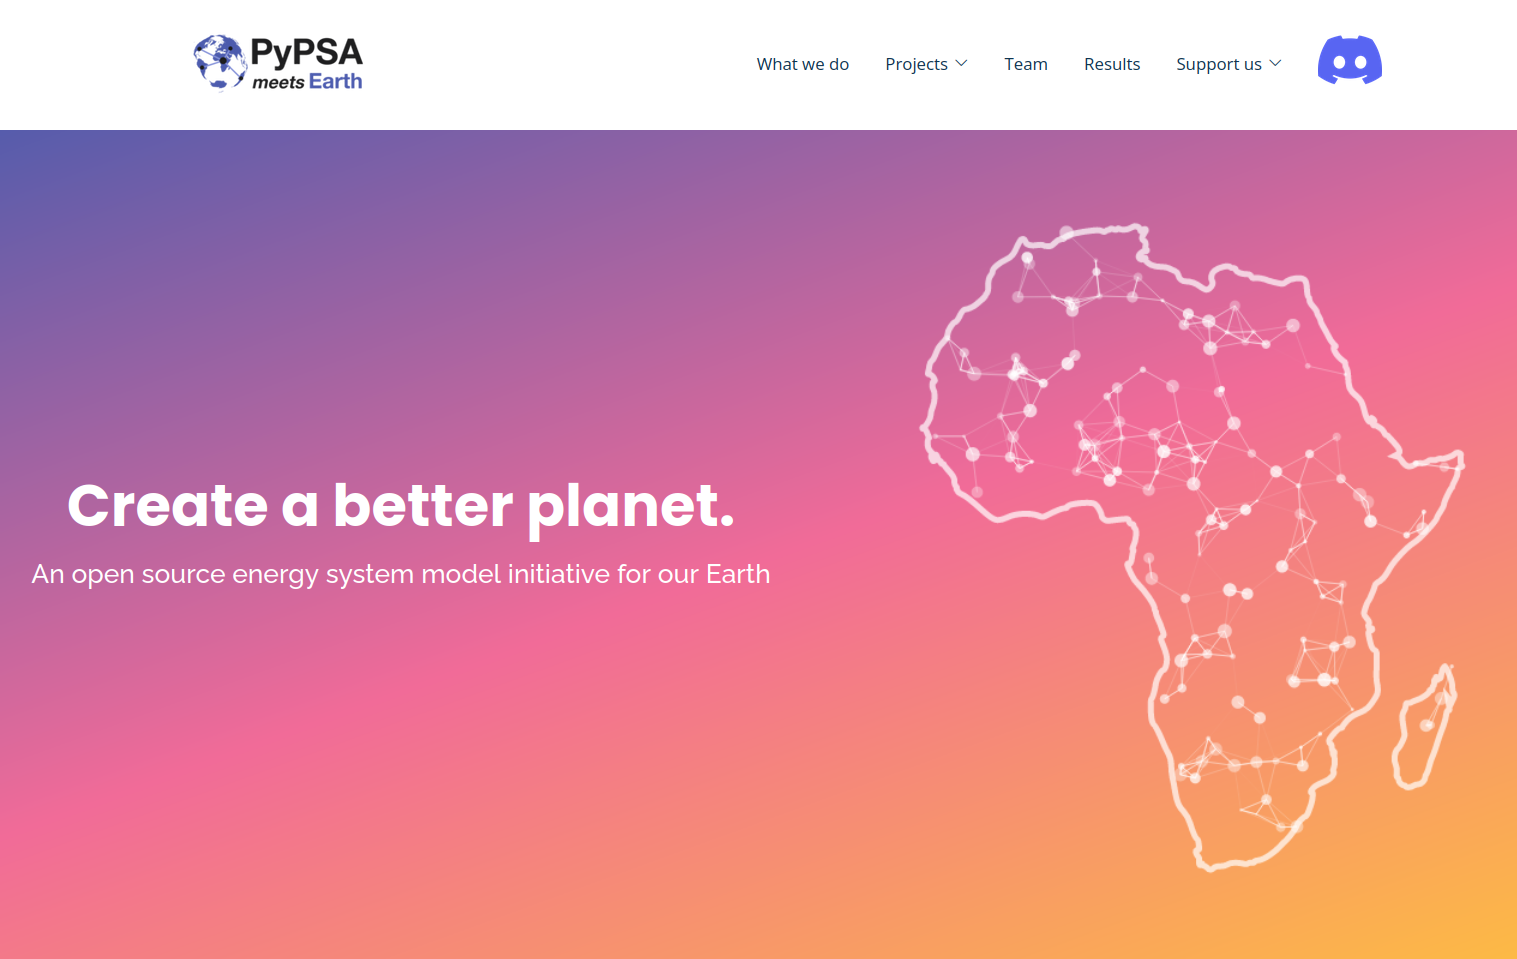 PyPSA
meets Earth
What we do
Projects
Team
Results
Support us
Create a better planet.
An open source energy system model initiative for our Earth